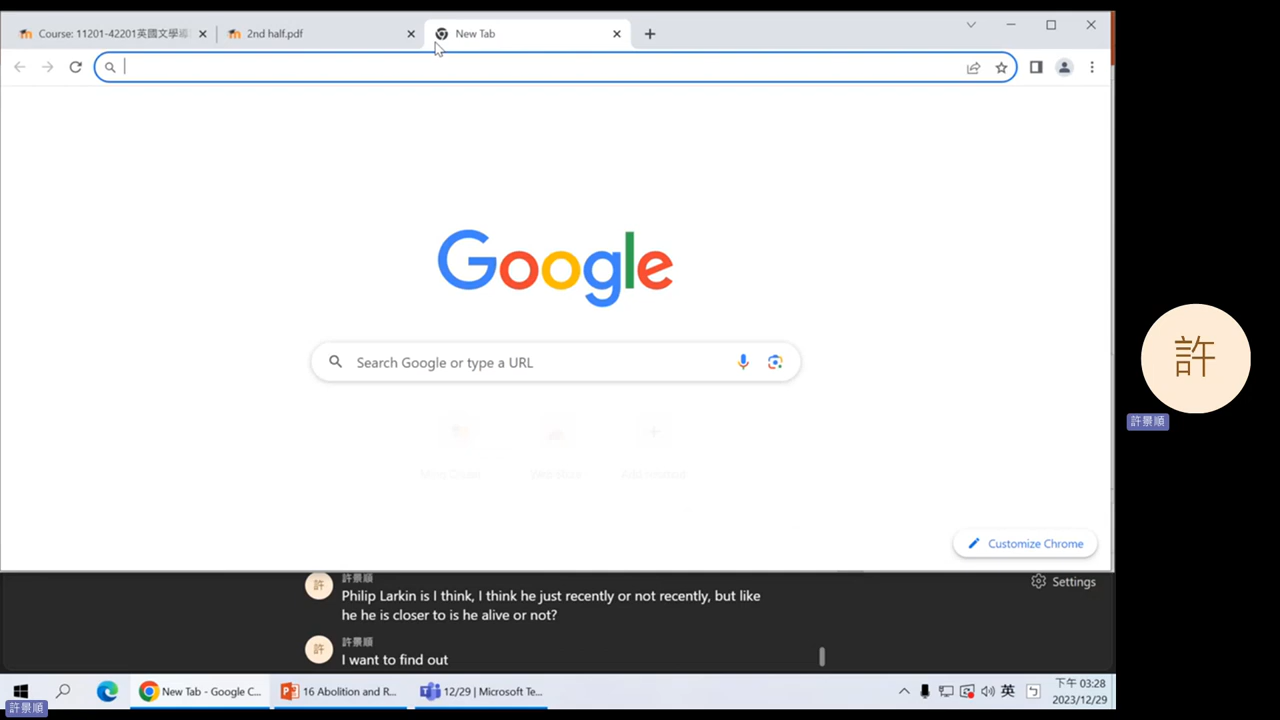 Course: 11201-42201英國文學
2nd half.pdf
New Tab
Google
Search Google or type a URL
Customize Chrome
許景順
Philip Larkin is I think, I think he just recently or not recently, but like
he he is closer to is he alive or not?
許景順
I want to find out
Settings
許
許
許
許景順
New Tab - Google C...
16 Abolition and R...
12/29 | Microsoft Te...
英
下午 03:28
2023/12/29
許景順